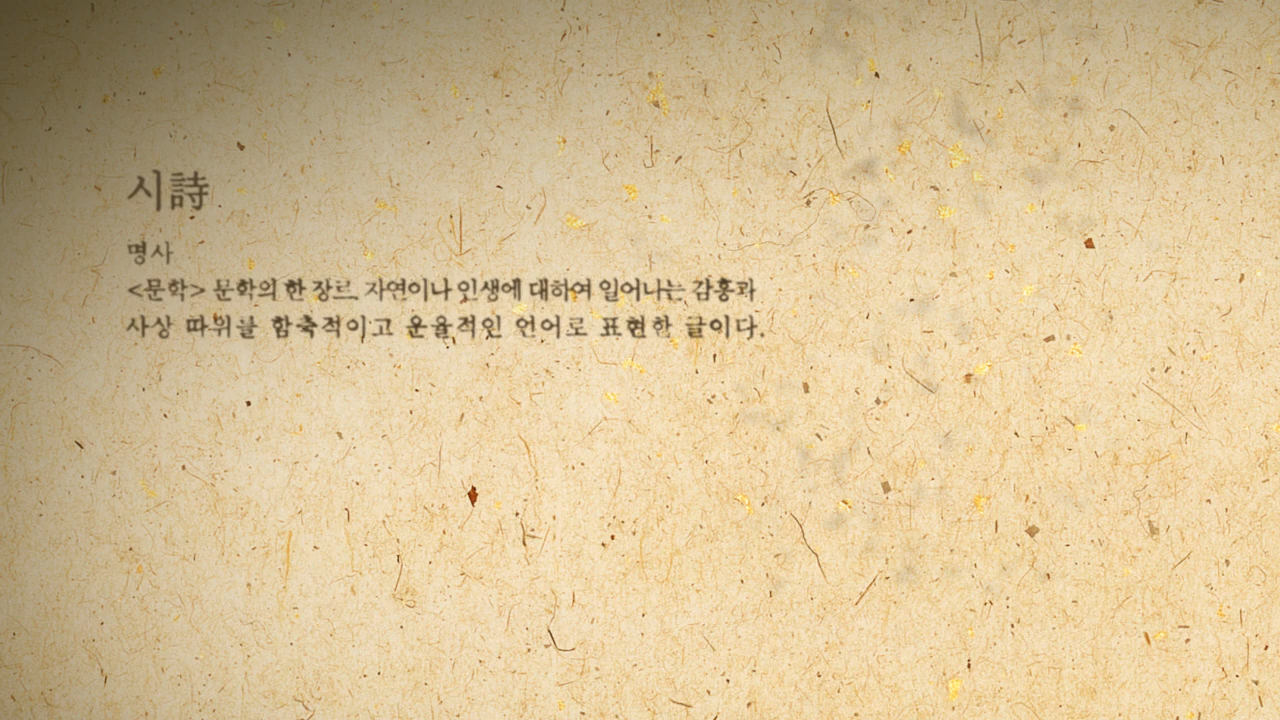 시詩
명사
<문학> 문학의 한 장르. 자연이나 인생에 대하여 일어나는 감흥과
사상 따위를 함축적이고 운율적인 언어로 표현한 글이다.